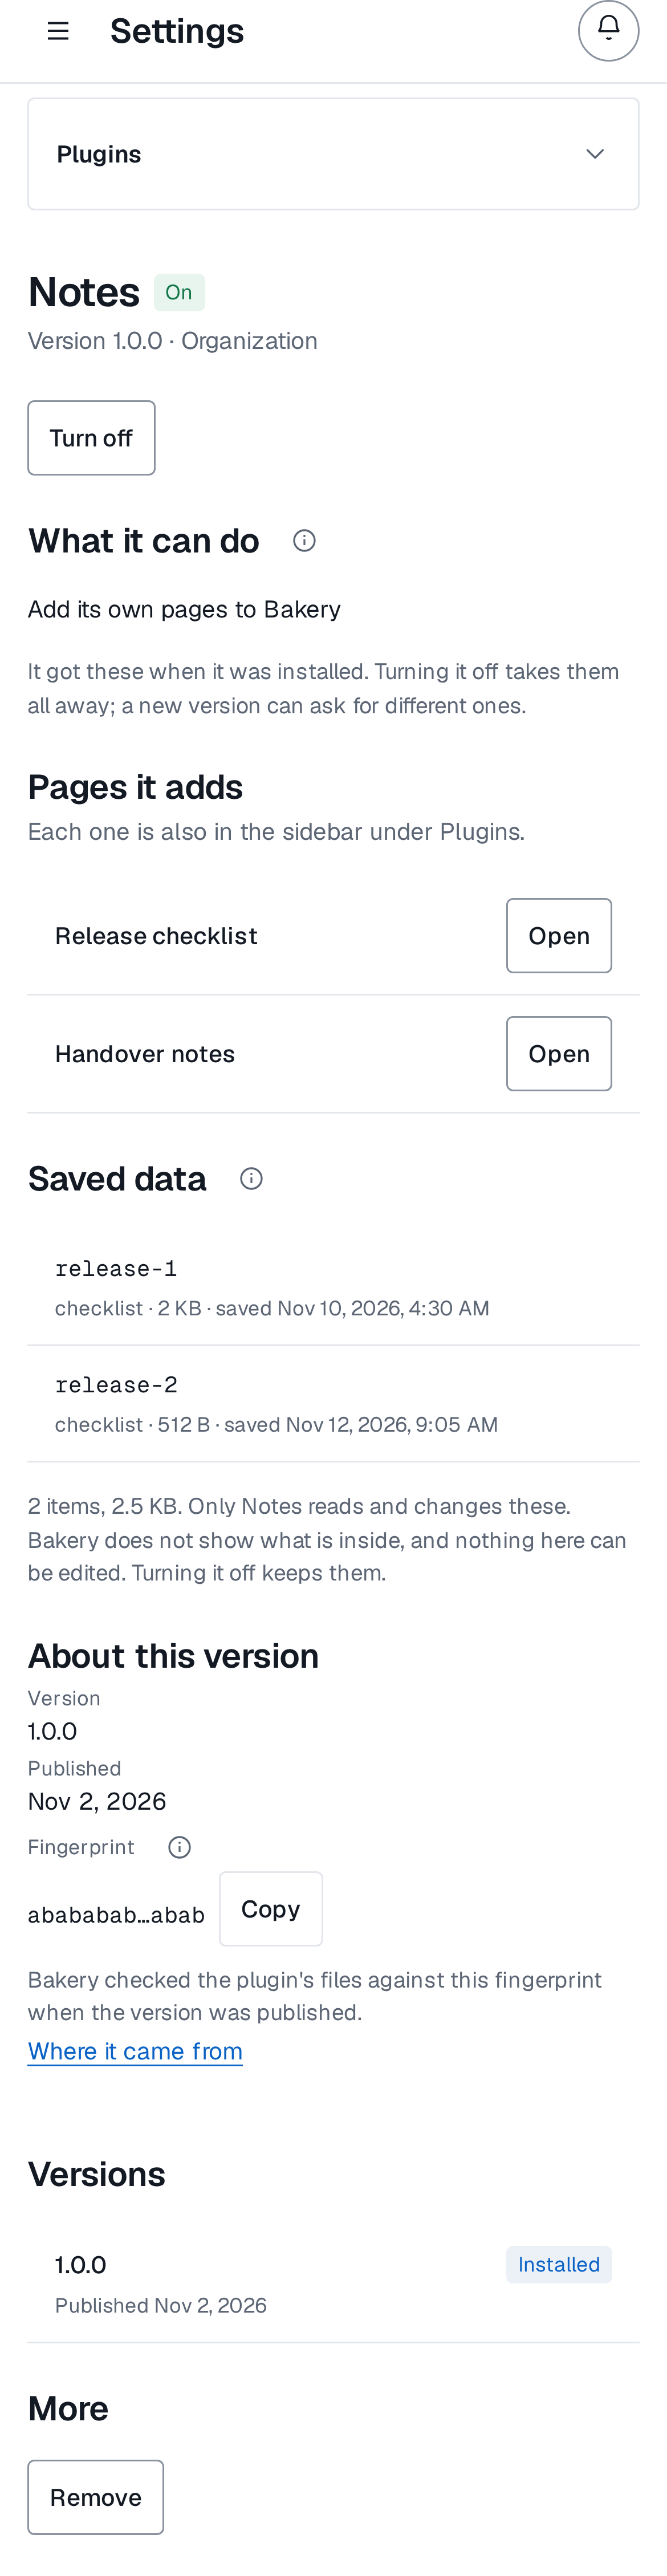 Settings
Plugins
Notes On
Version 1.0.0 · Organization
Turn off
What it can do
Add its own pages to Bakery
It got these when it was installed. Turning it off takes them
all away; a new version can ask for different ones.
Pages it adds
Each one is also in the sidebar under Plugins.
Release checklist Open
Handover notes Open
Saved data
release-1
checklist · 2 KB · saved Nov 10, 2026, 4:30 AM
release-2
checklist · 512 B · saved Nov 12, 2026, 9:05 AM
2 items, 2.5 KB. Only Notes reads and changes these.
Bakery does not show what is inside, and nothing here can
be edited. Turning it off keeps them.
About this version
Version
1.0.0
Published
Nov 2, 2026
Fingerprint
abababab…abab Copy
Bakery checked the plugin's files against this fingerprint
when the version was published.
Where it came from
Versions
1.0.0 Installed
Published Nov 2, 2026
More
Remove